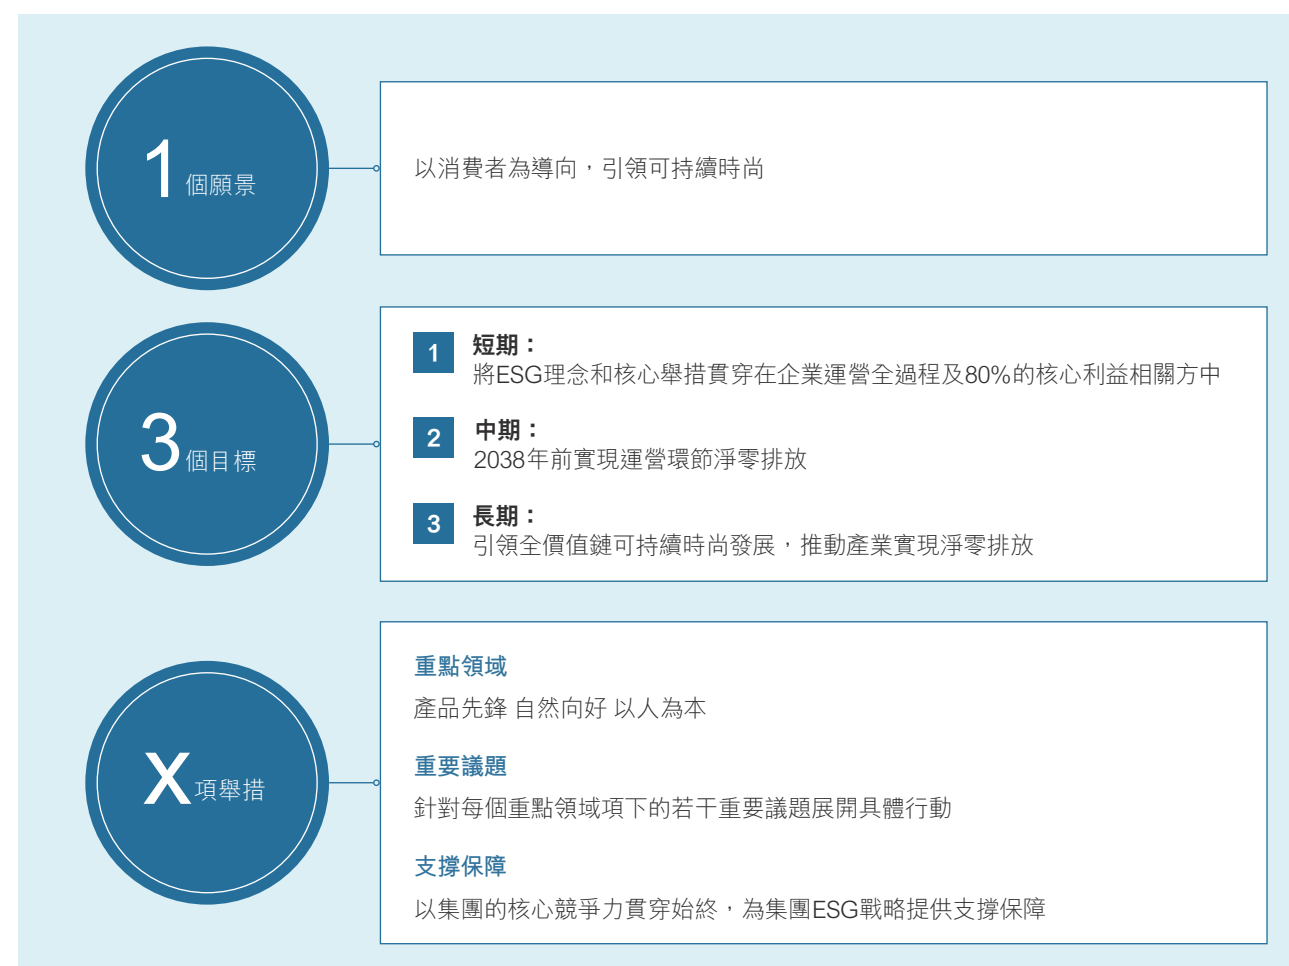 1個願景
以消費者為導向，引領可持續時尚
3個目標
1 短期：
將ESG理念和核心舉措貫穿在企業運營全過程及80%的核心利益相關方中
2 中期：
2038年前實現運營環節淨零排放
3 長期：
引領全價值鏈可持續時尚發展，推動產業實現淨零排放
X項舉措
重點領域
產品先鋒 自然向好 以人為本
重要議題
針對每個重點領域項下的若干重要議題展開具體行動
支撐保障
以集團的核心競爭力貫穿始終，為集團ESG戰略提供支撐保障